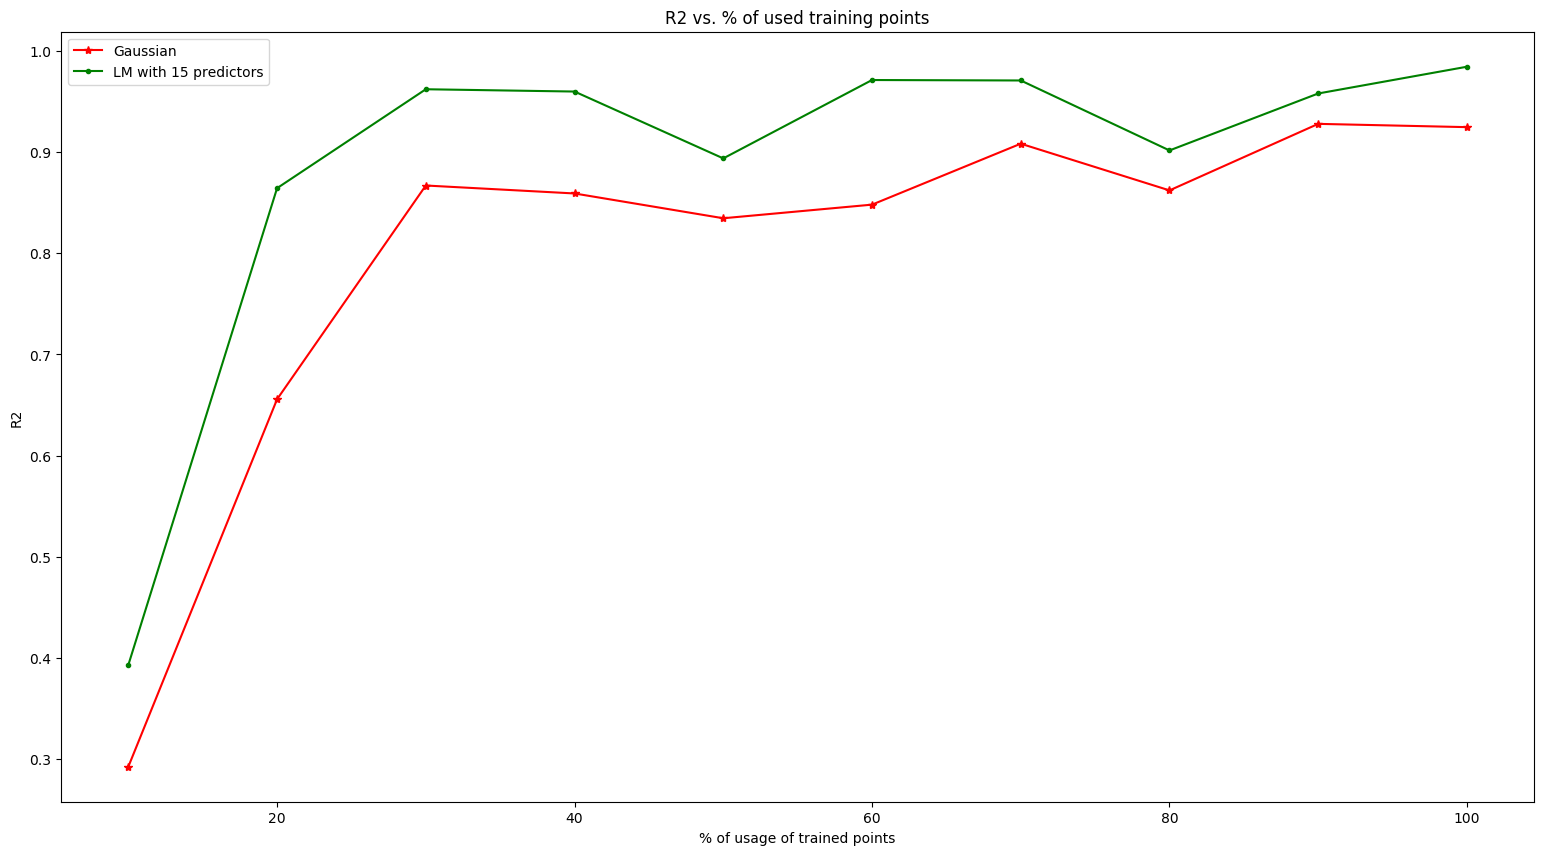 R2 vs. % of used training points
Gaussian
LM with 15 predictors
1.0
0.9
0.8
0.7
0.6
0.5
0.4
0.3
R2
20 40 60 80 100
% of usage of trained points